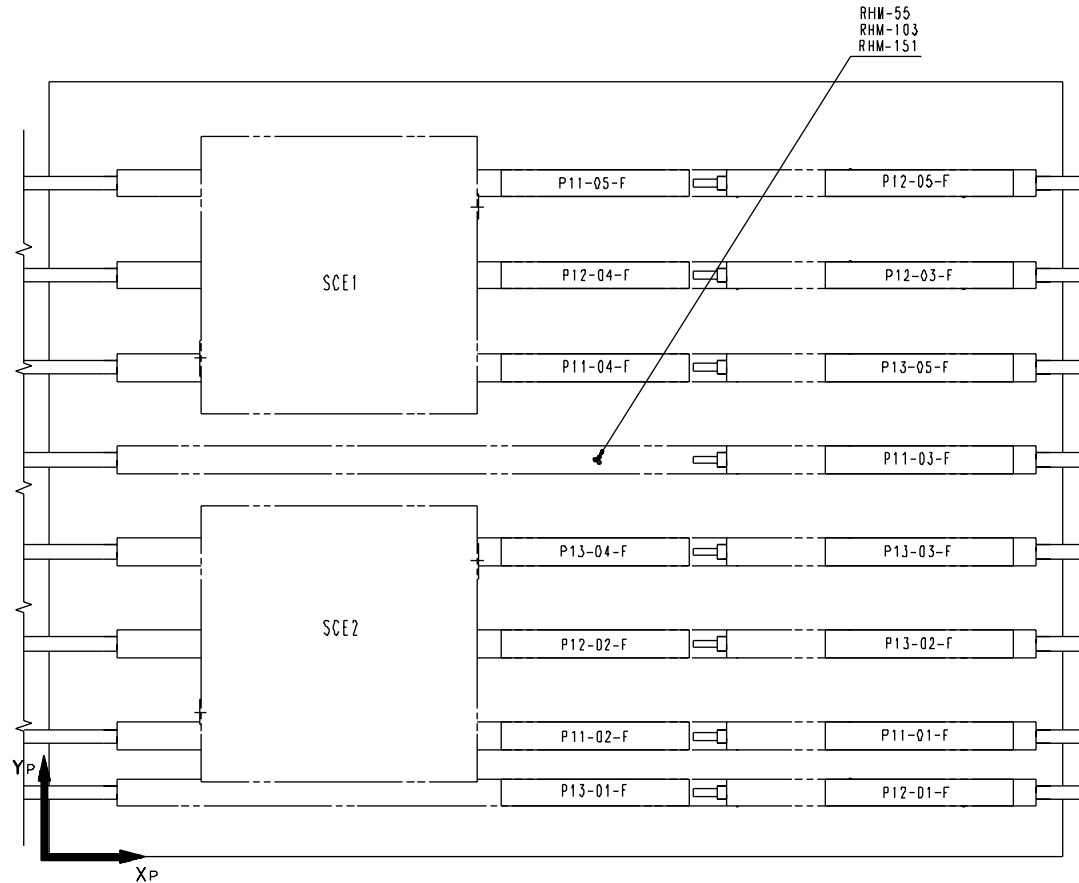 RHM-55
RHM-103
RHM-151
P11-05-F
P12-05-F
SCE1
P12-04-F
P12-03-F
P11-04-F
P13-05-F
P11-03-F
P13-04-F
P13-03-F
SCE2
P12-02-F
P13-02-F
P11-02-F
P11-01-F
YP
P13-01-F
P12-01-F
XP